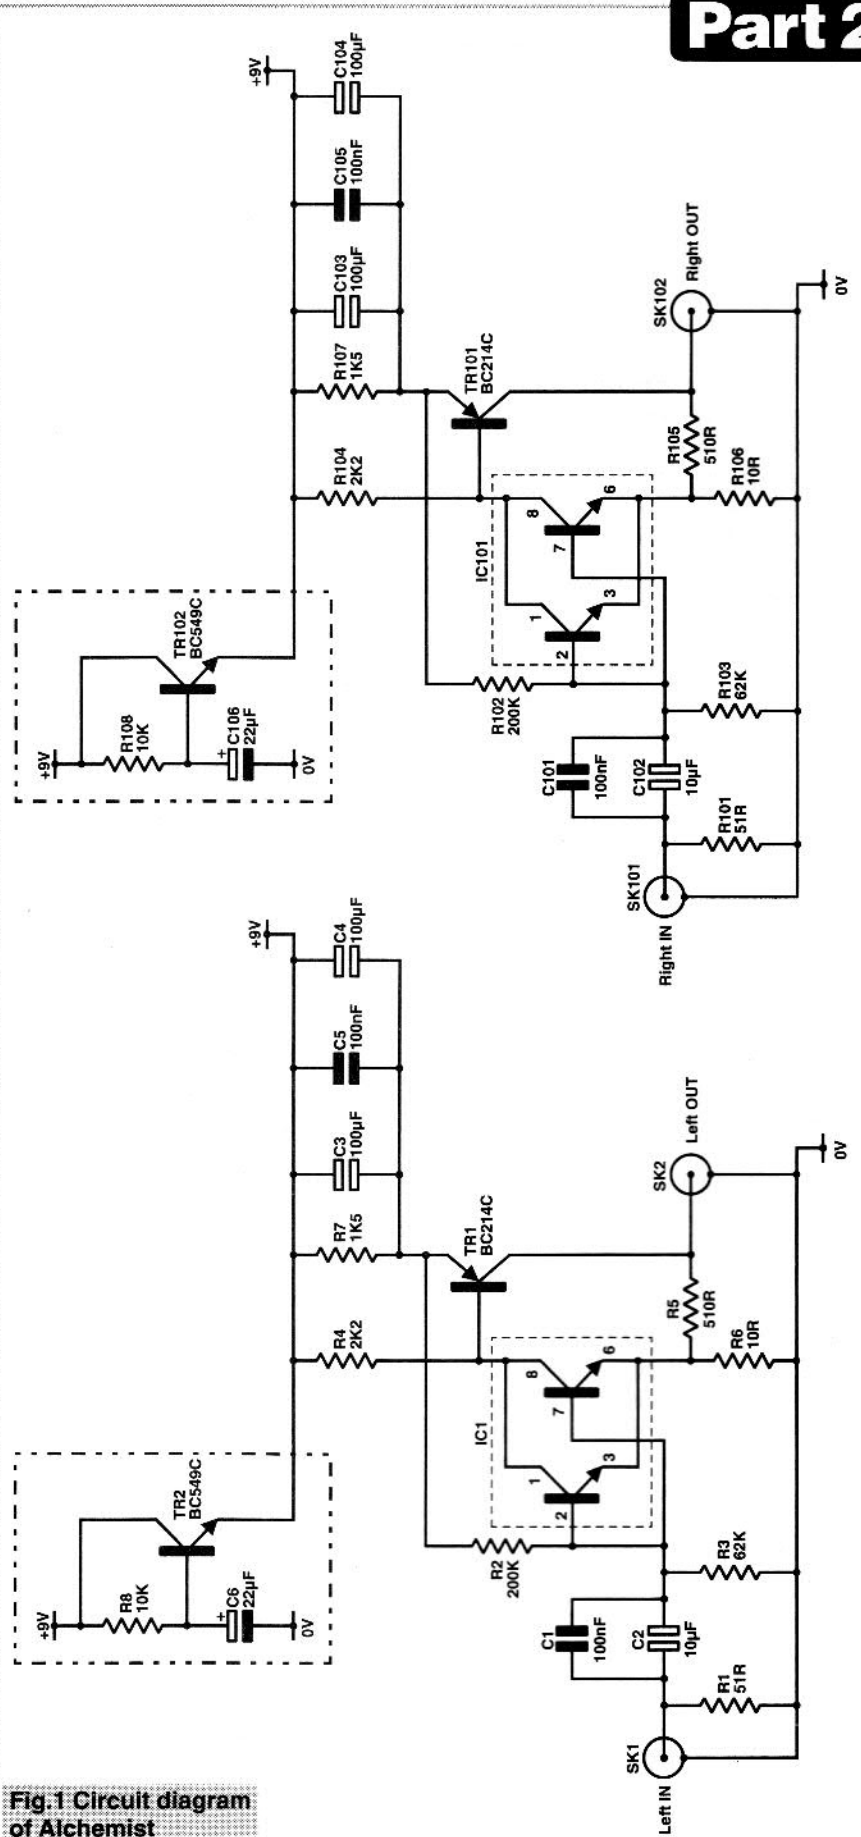 Part 2
+9V
C104
100µF
C105
100nF
C103
100µF
R107
1K5
R104
2K2
TR101
BC214C
SK102
Right OUT
0V
R105
510R
R106
10R
IC101
8
7
6
1
2
3
TR102
BC549C
+9V
R108
10K
+
C106
22µF
0V
R102
200K
R103
62K
C101
100nF
C102
10µF
R101
51R
SK101
Right IN
+9V
C4
100µF
C5
100nF
C3
100µF
R7
1K5
R4
2K2
TR1
BC214C
SK2
Left OUT
0V
R5
510R
R6
10R
IC1
8
7
6
1
2
3
TR2
BC549C
+9V
R8
10K
+
C6
22µF
0V
R2
200K
R3
62K
C1
100nF
C2
10µF
R1
51R
SK1
Left IN
Fig.1 Circuit diagram
of Alchemist